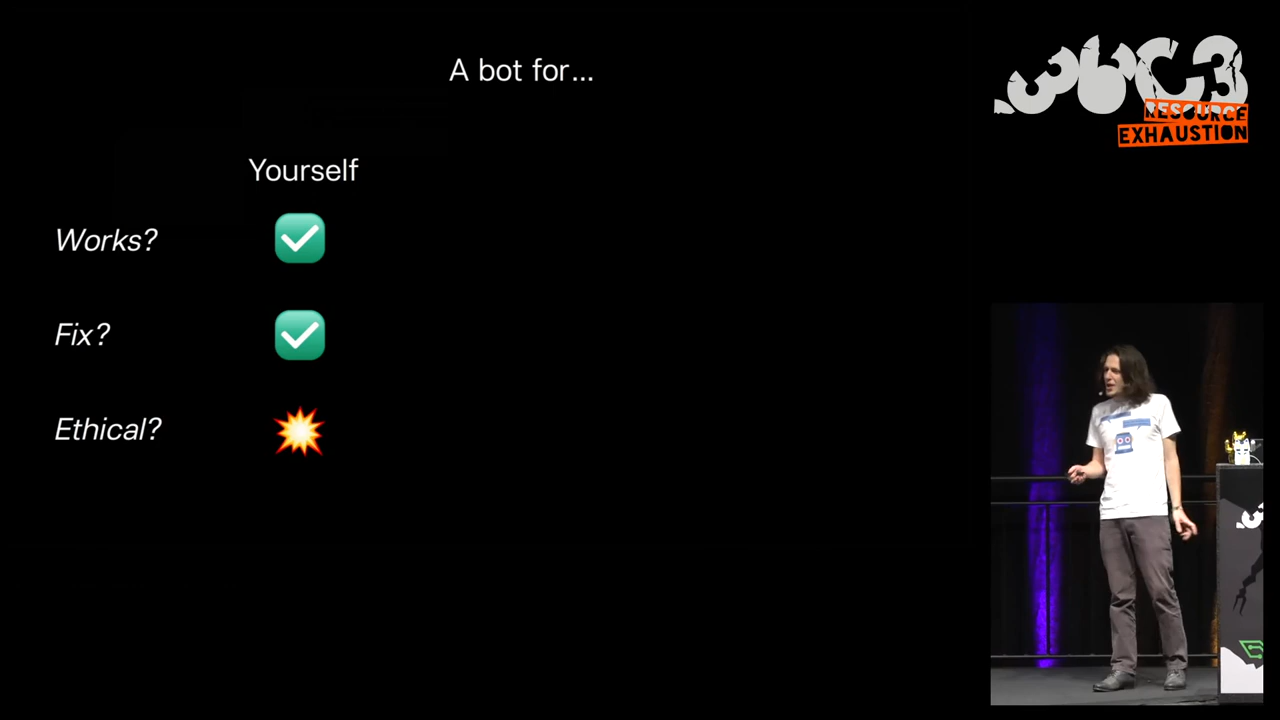 A bot for...
36C3
RESOURCE
EXHAUSTION
Yourself
Works?
Fix?
Ethical?